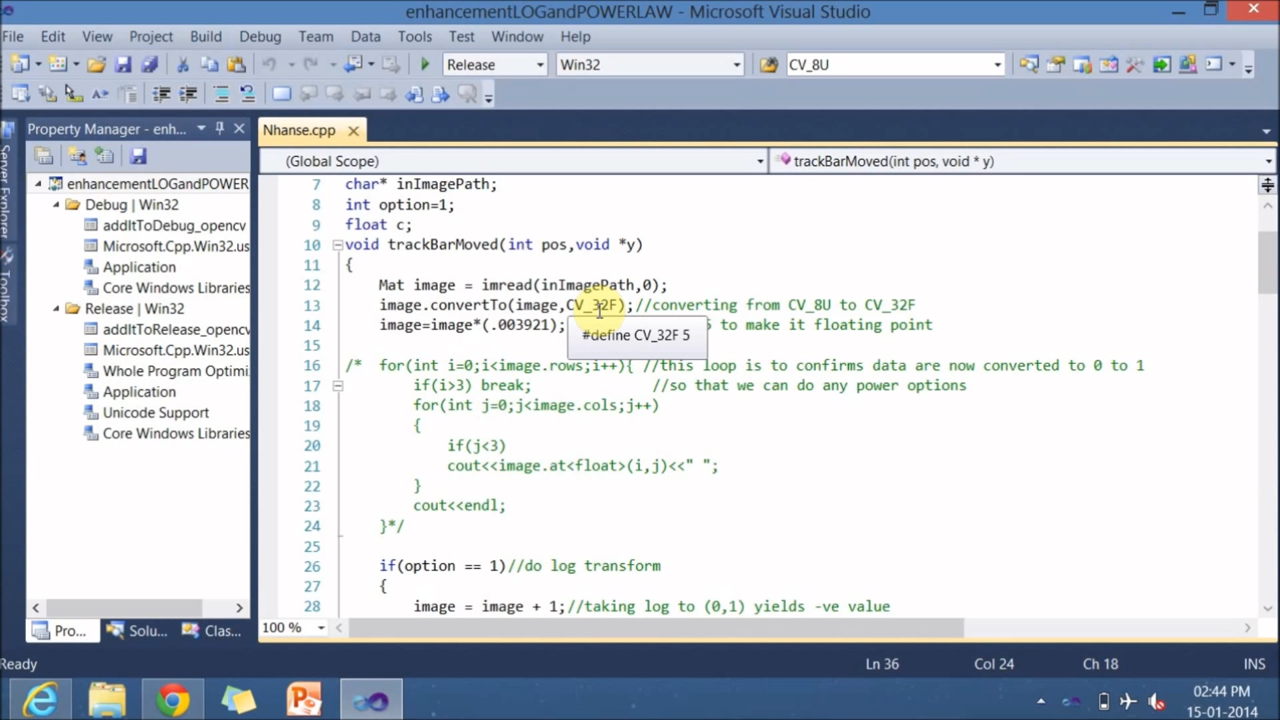 enhancementLOGandPOWERLAW - Microsoft Visual Studio
File Edit View Project Build Debug Team Data Tools Test Window Help
Release Win32 CV_8U
Property Manager - enh... Nhanse.cpp
(Global Scope) trackBarMoved(int pos, void * y)
Server Explorer
Toolbox
enhancementLOGandPOWER
Debug | Win32
addItToDebug_opencv
Microsoft.Cpp.Win32.us
Application
Core Windows Libraries
Release | Win32
addItToRelease_opencv
Microsoft.Cpp.Win32.us
Whole Program Optimi
Application
Unicode Support
Core Windows Libraries
Pro... Solu... Clas...
7 char* inImagePath;
8 int option=1;
9 float c;
10 void trackBarMoved(int pos,void *y)
11 {
12 Mat image = imread(inImagePath,0);
13 image.convertTo(image,CV_32F);//converting from CV_8U to CV_32F
14 image=image*(.003921); to make it floating point
#define CV_32F 5
15
16 /* for(int i=0;i<image.rows;i++){ //this loop is to confirms data are now converted to 0 to 1
17 if(i>3) break; //so that we can do any power options
18 for(int j=0;j<image.cols;j++)
19 {
20 if(j<3)
21 cout<<image.at<float>(i,j)<<" ";
22 }
23 cout<<endl;
24 }*/
25
26 if(option == 1)//do log transform
27 {
28 image = image + 1;//taking log to (0,1) yields -ve value
100 %
Ready Ln 36 Col 24 Ch 18 INS
02:44 PM
15-01-2014